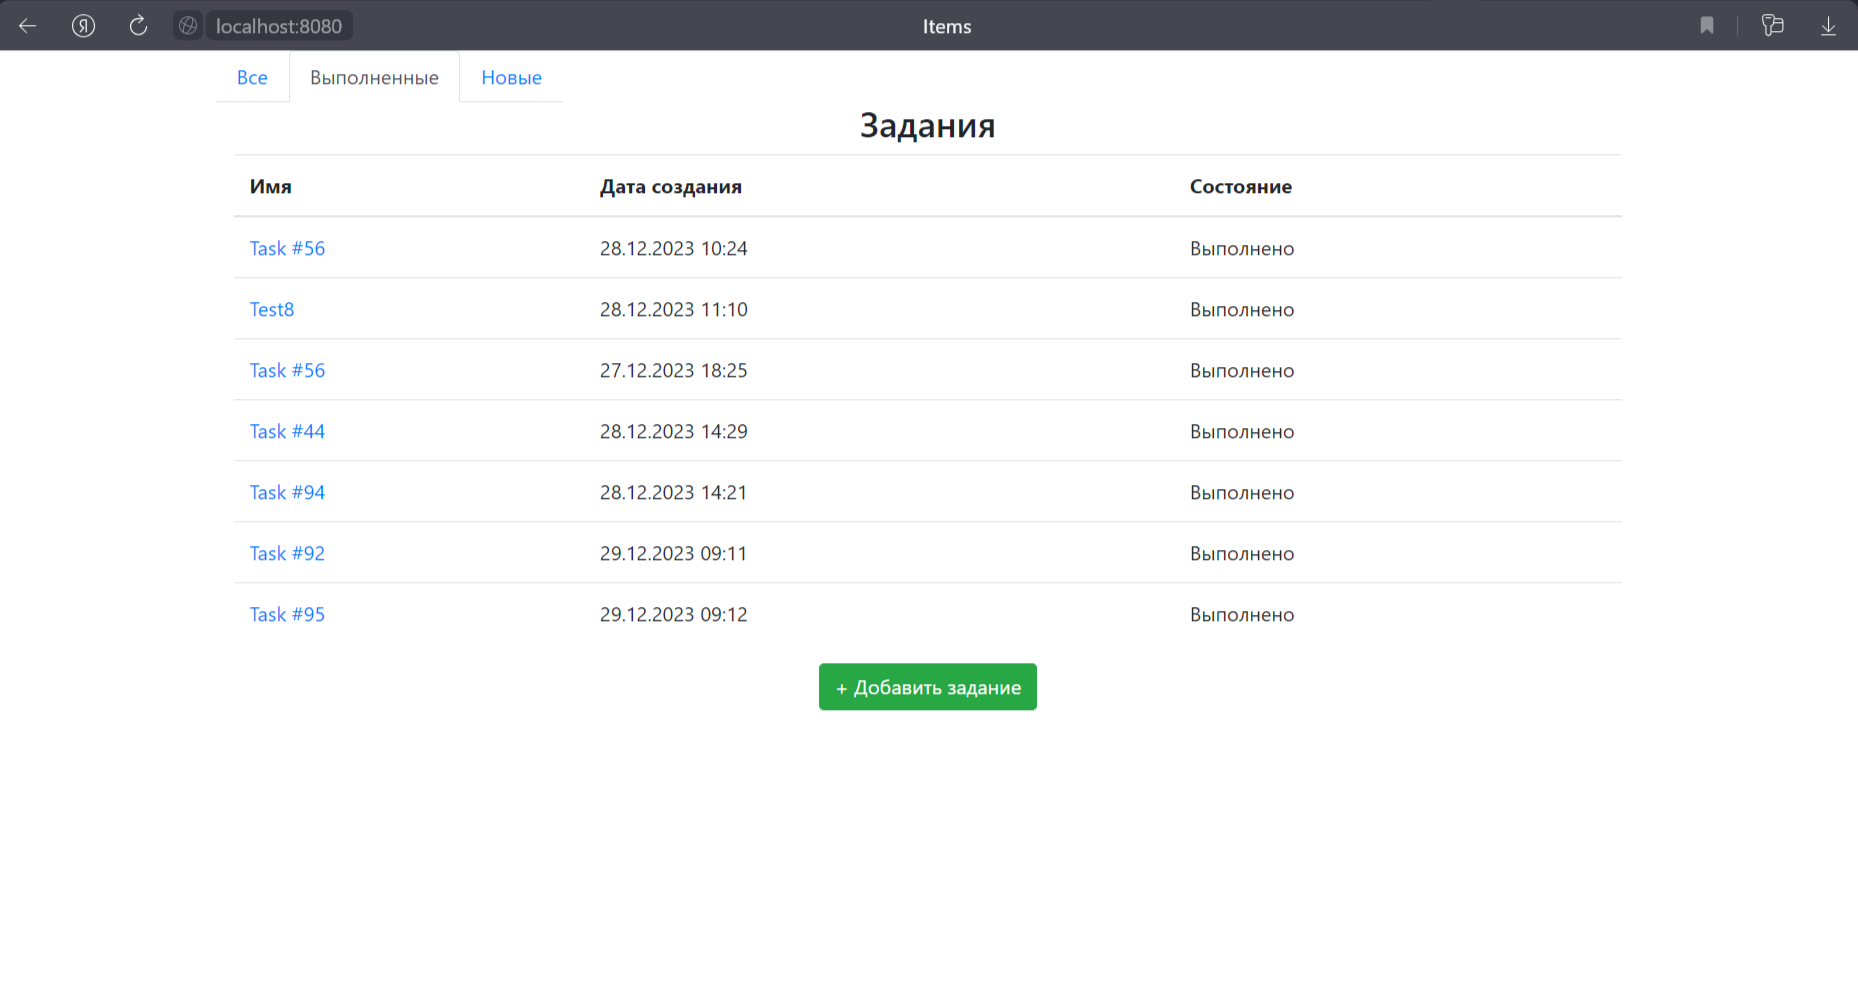 localhost:8080 Items
Все Выполненные Новые
Задания
Имя Дата создания Состояние
Task #56 28.12.2023 10:24 Выполнено
Test8 28.12.2023 11:10 Выполнено
Task #56 27.12.2023 18:25 Выполнено
Task #44 28.12.2023 14:29 Выполнено
Task #94 28.12.2023 14:21 Выполнено
Task #92 29.12.2023 09:11 Выполнено
Task #95 29.12.2023 09:12 Выполнено
+ Добавить задание